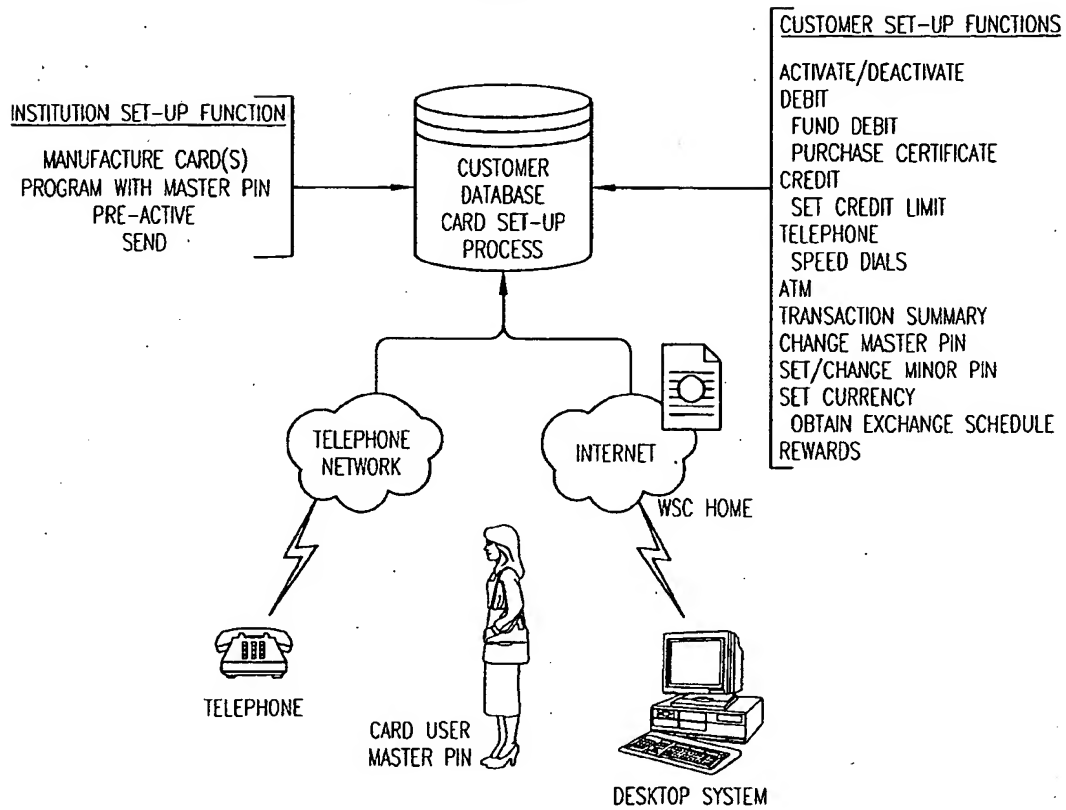 INSTITUTION SET-UP FUNCTION
MANUFACTURE CARD(S)
PROGRAM WITH MASTER PIN
PRE-ACTIVE
SEND
CUSTOMER
DATABASE
CARD SET-UP
PROCESS
CUSTOMER SET-UP FUNCTIONS
ACTIVATE/DEACTIVATE
DEBIT
FUND DEBIT
PURCHASE CERTIFICATE
CREDIT
SET CREDIT LIMIT
TELEPHONE
SPEED DIALS
ATM
TRANSACTION SUMMARY
CHANGE MASTER PIN
SET/CHANGE MINOR PIN
SET CURRENCY
OBTAIN EXCHANGE SCHEDULE
REWARDS
TELEPHONE
NETWORK
INTERNET
WSC HOME
TELEPHONE
CARD USER
MASTER PIN
DESKTOP SYSTEM